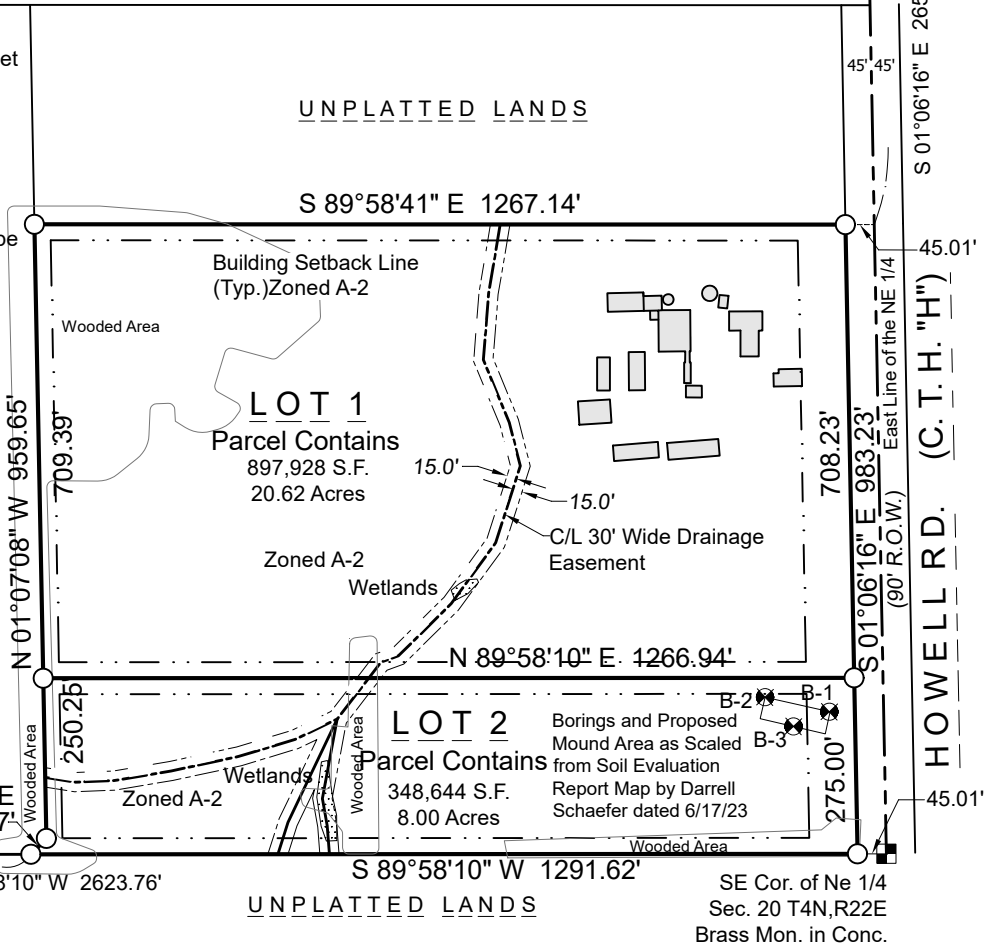 et
45' 45'
S 01°06'16" E 265
UNPLATTED LANDS
S 89°58'41" E 1267.14'
45.01'
Building Setback Line
(Typ.)Zoned A-2
Wooded Area
LOT 1
Parcel Contains
897,928 S.F.
20.62 Acres
15.0'
15.0'
C/L 30' Wide Drainage
Easement
Zoned A-2
Wetlands
N 01°07'08" W 959.65'
709.39'
708.23'
S 01°06'16" E 983.23'
East Line of the NE 1/4
(90' R.O.W.)
HOWELL RD. (C.T.H. "H")
N 89°58'10" E 1266.94'
250.25
Wooded Area
LOT 2
Parcel Contains
348,644 S.F.
8.00 Acres
Wooded Area
Wetlands
Zoned A-2
Borings and Proposed
Mound Area as Scaled
from Soil Evaluation
Report Map by Darrell
Schaefer dated 6/17/23
B-2
B-1
B-3
275.00'
45.01'
Wooded Area
7'
S 89°58'10" W 1291.62'
8'10" W 2623.76'
UNPLATTED LANDS
SE Cor. of Ne 1/4
Sec. 20 T4N,R22E
Brass Mon. in Conc.